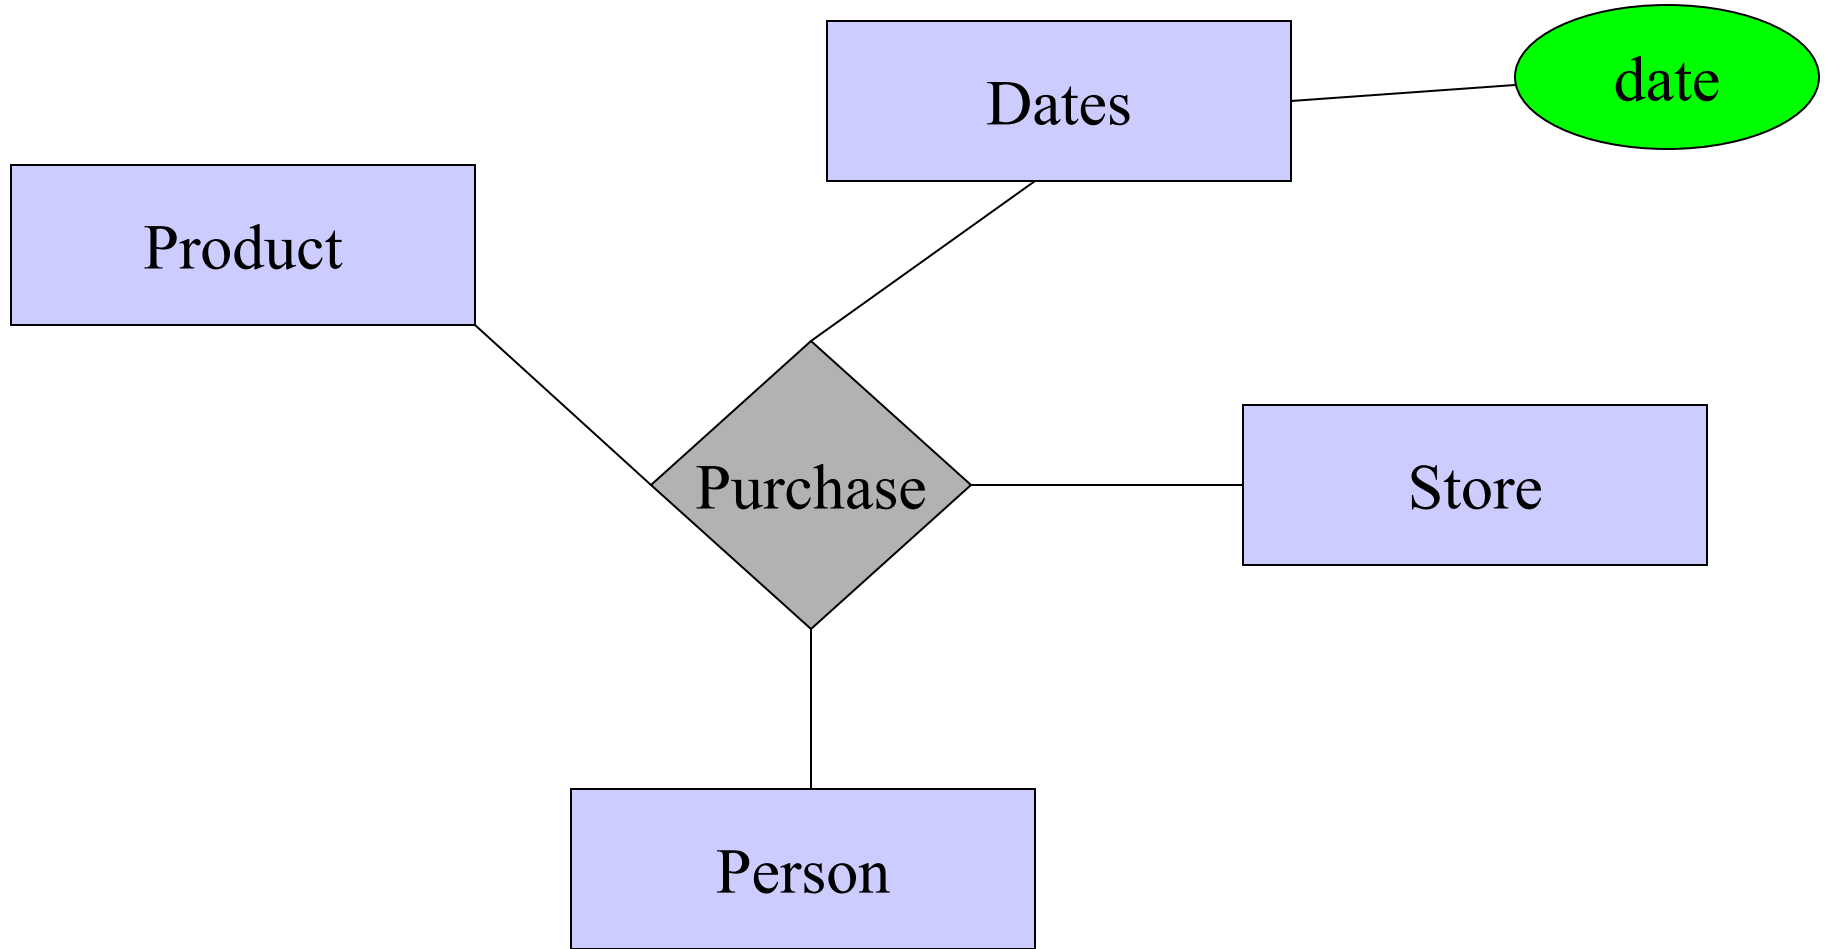 Dates
date
Product
Purchase
Store
Person